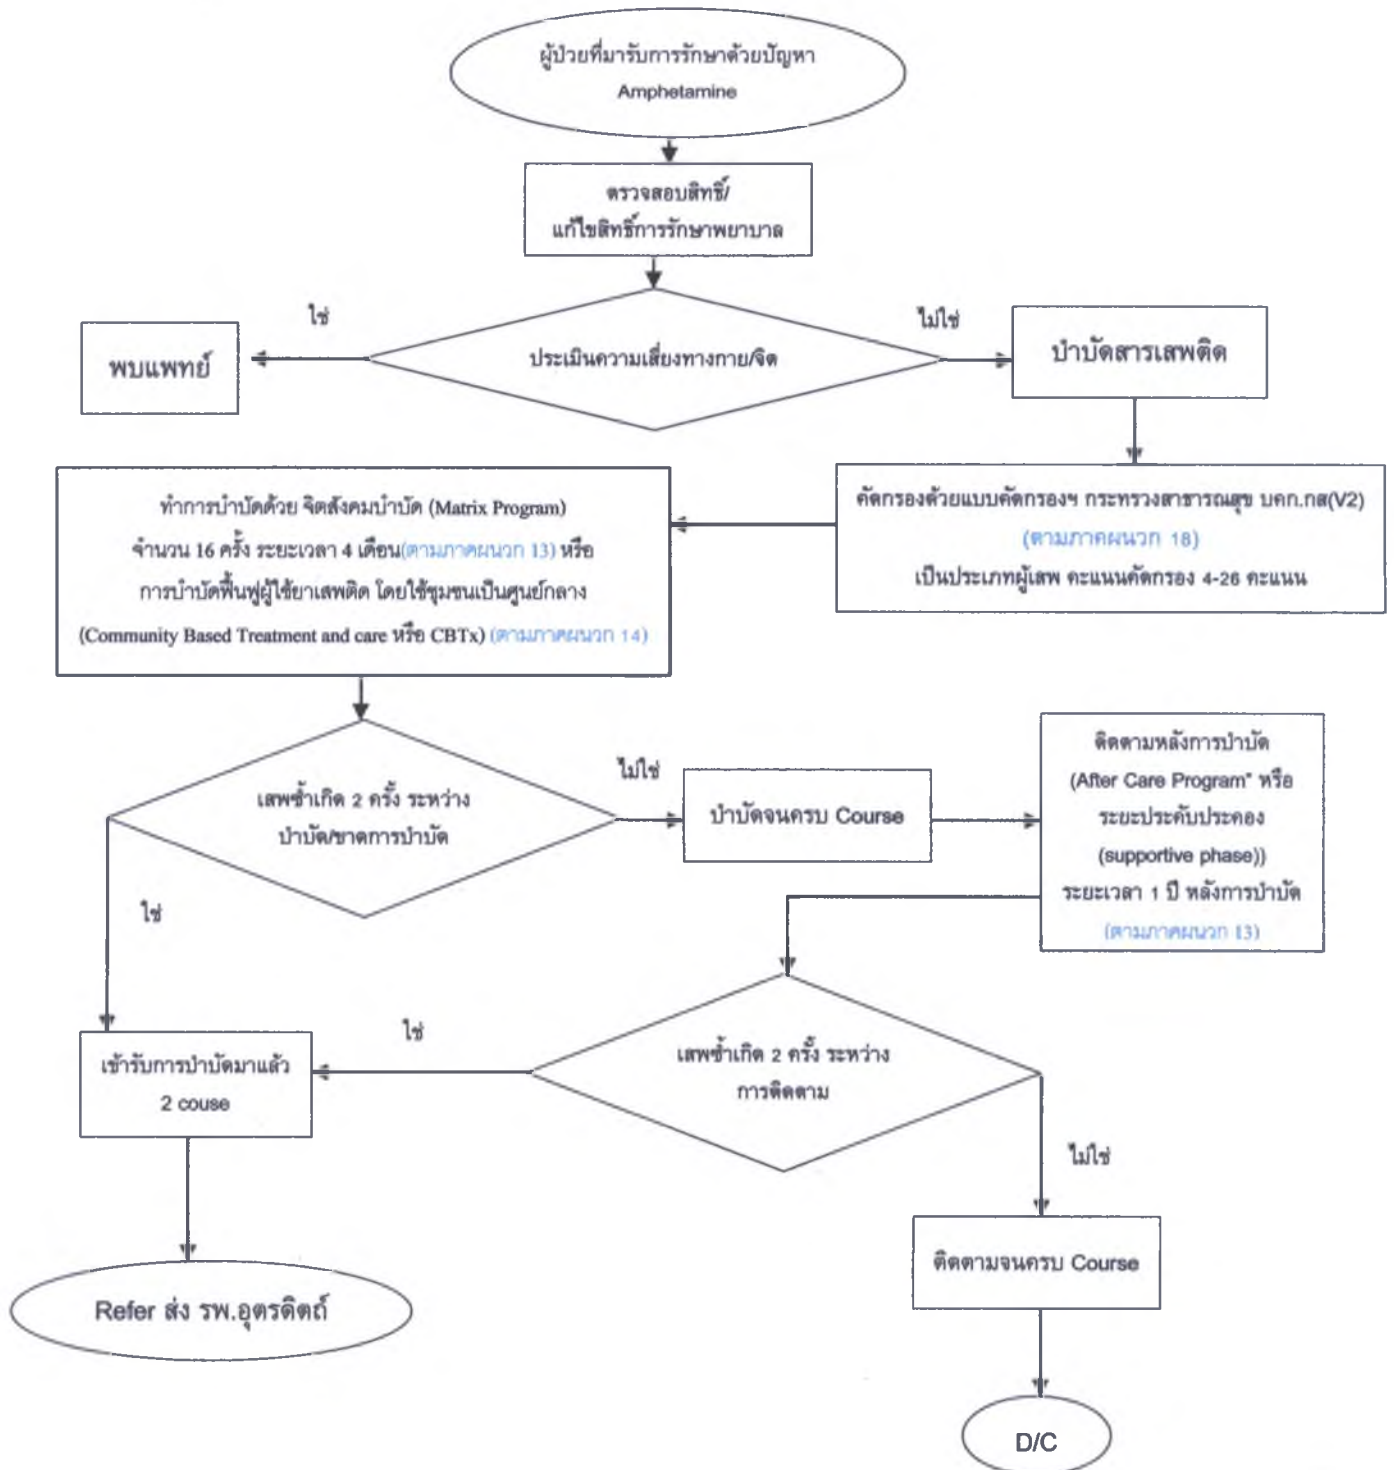 ผู้ป่วยที่มารับการรักษาด้วยปัญหา
Amphetamine
ตรวจสอบสิทธิ์/
แก้ไขสิทธิ์การรักษาพยาบาล
ใช่
ไม่ใช่
พบแพทย์
ประเมินความเสี่ยงทางกาย/จิต
บำบัดสารเสพติด
คัดกรองด้วยแบบคัดกรองฯ กระทรวงสาธารณสุข บคก.กส(V2)
(ตามภาคผนวก 18)
เป็นประเภทผู้เสพ คะแนนคัดกรอง 4-26 คะแนน
ทำการบำบัดด้วย จิตสังคมบำบัด (Matrix Program)
จำนวน 16 ครั้ง ระยะเวลา 4 เดือน(ตามภาคผนวก 13) หรือ
การบำบัดฟื้นฟูผู้ใช้ยาเสพติด โดยใช้ชุมชนเป็นศูนย์กลาง
(Community Based Treatment and care หรือ CBTx) (ตามภาคผนวก 14)
เสพซ้ำเกิด 2 ครั้ง ระหว่าง
บำบัด/ขาดการบำบัด
ไม่ใช่
บำบัดจนครบ Course
ติดตามหลังการบำบัด
(After Care Program" หรือ
ระยะประคับประคอง
(supportive phase))
ระยะเวลา 1 ปี หลังการบำบัด
(ตามภาคผนวก 13)
ใช่
เสพซ้ำเกิด 2 ครั้ง ระหว่าง
การติดตาม
ใช่
เข้ารับการบำบัดมาแล้ว
2 couse
ไม่ใช่
ติดตามจนครบ Course
Refer ส่ง รพ.อุตรดิตถ์
D/C